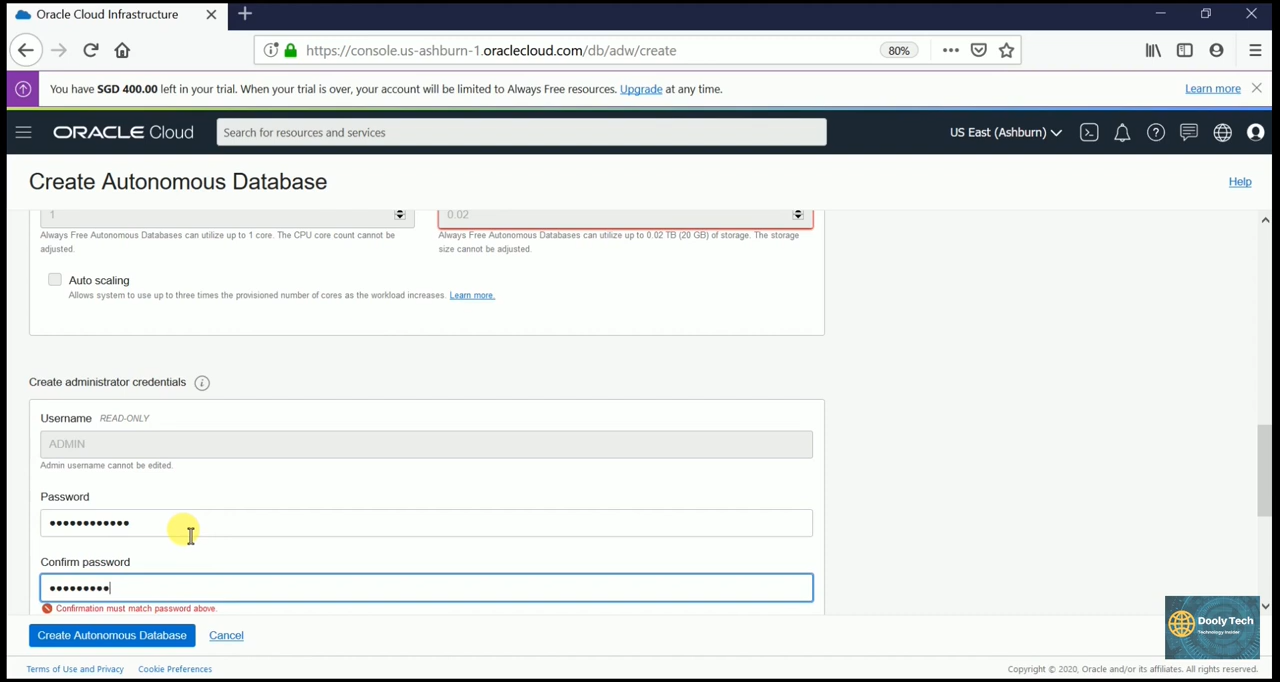 Oracle Cloud Infrastructure
https://console.us-ashburn-1.oraclecloud.com/db/adw/create
80%
You have SGD 400.00 left in your trial. When your trial is over, your account will be limited to Always Free resources. Upgrade at any time.
Learn more
ORACLE Cloud
Search for resources and services
US East (Ashburn)
Create Autonomous Database
Help
1
0.02
Always Free Autonomous Databases can utilize up to 1 core. The CPU core count cannot be
adjusted.
Always Free Autonomous Databases can utilize up to 0.02 TB (20 GB) of storage. The storage
size cannot be adjusted.
Auto scaling
Allows system to use up to three times the provisioned number of cores as the workload increases. Learn more.
Create administrator credentials
Username READ-ONLY
ADMIN
Admin username cannot be edited.
Password
••••••••••••
Confirm password
•••••••••
Confirmation must match password above.
Create Autonomous Database
Cancel
Dooly Tech
Technology Insider
Terms of Use and Privacy
Cookie Preferences
Copyright © 2020, Oracle and/or its affiliates. All rights reserved.